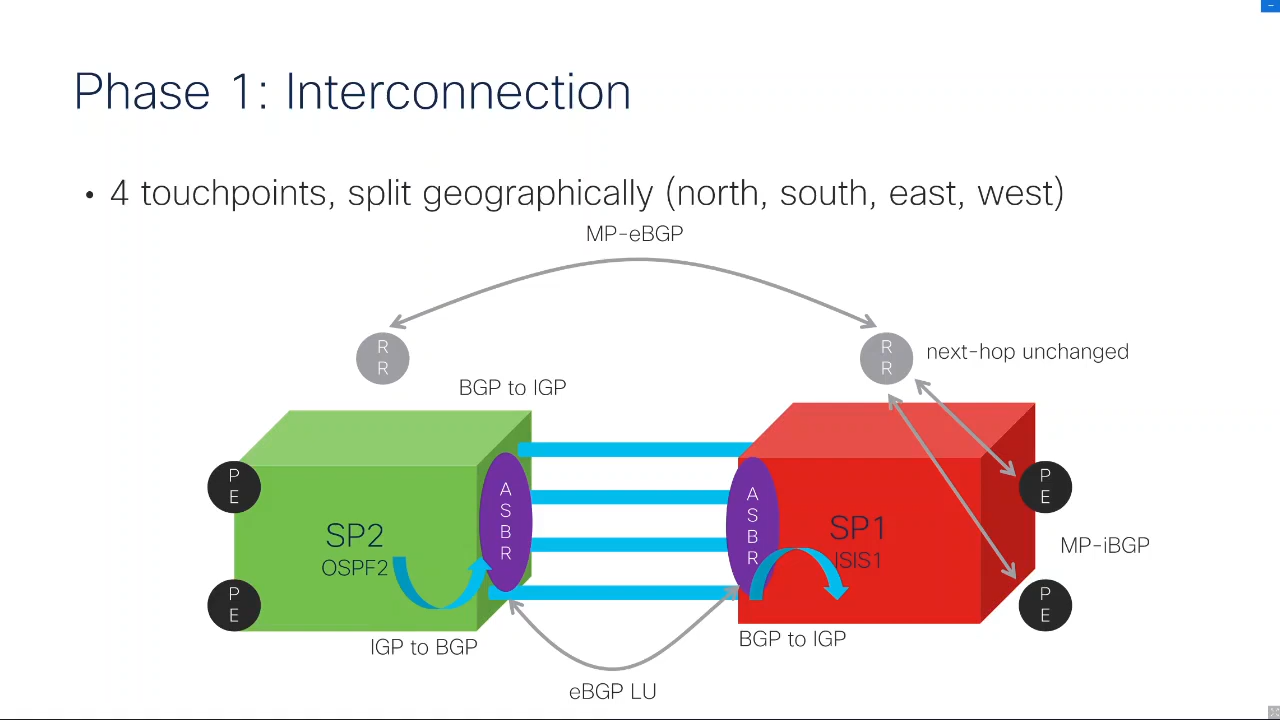 Phase 1: Interconnection
• 4 touchpoints, split geographically (north, south, east, west)
MP-eBGP
R
R
R
R
next-hop unchanged
BGP to IGP
P
E
A
S
B
R
A
S
B
R
P
E
SP2
OSPF2
SP1
ISIS1
MP-iBGP
P
E
P
E
IGP to BGP
BGP to IGP
eBGP LU